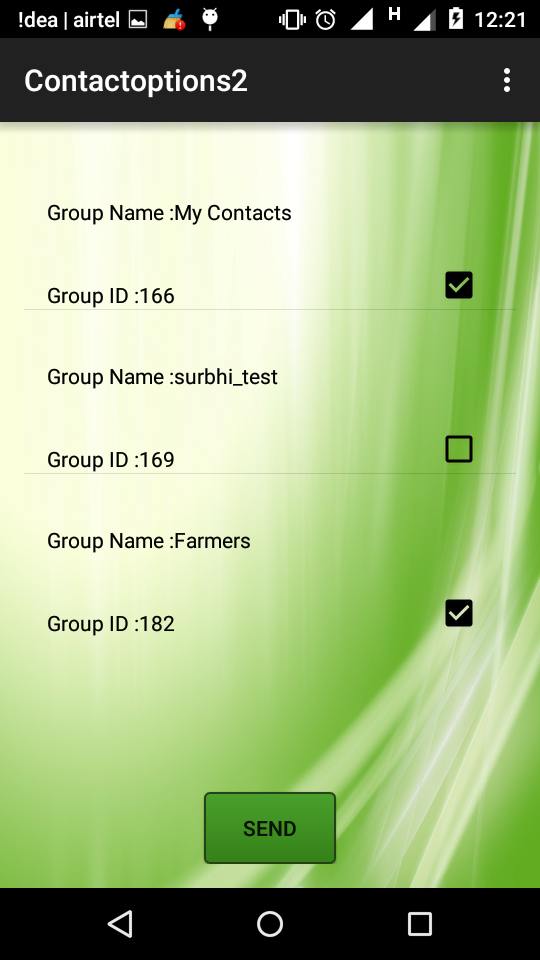 !dea | airtel H 12:21
Contactoptions2
Group Name :My Contacts
Group ID :166
Group Name :surbhi_test
Group ID :169
Group Name :Farmers
Group ID :182
SEND